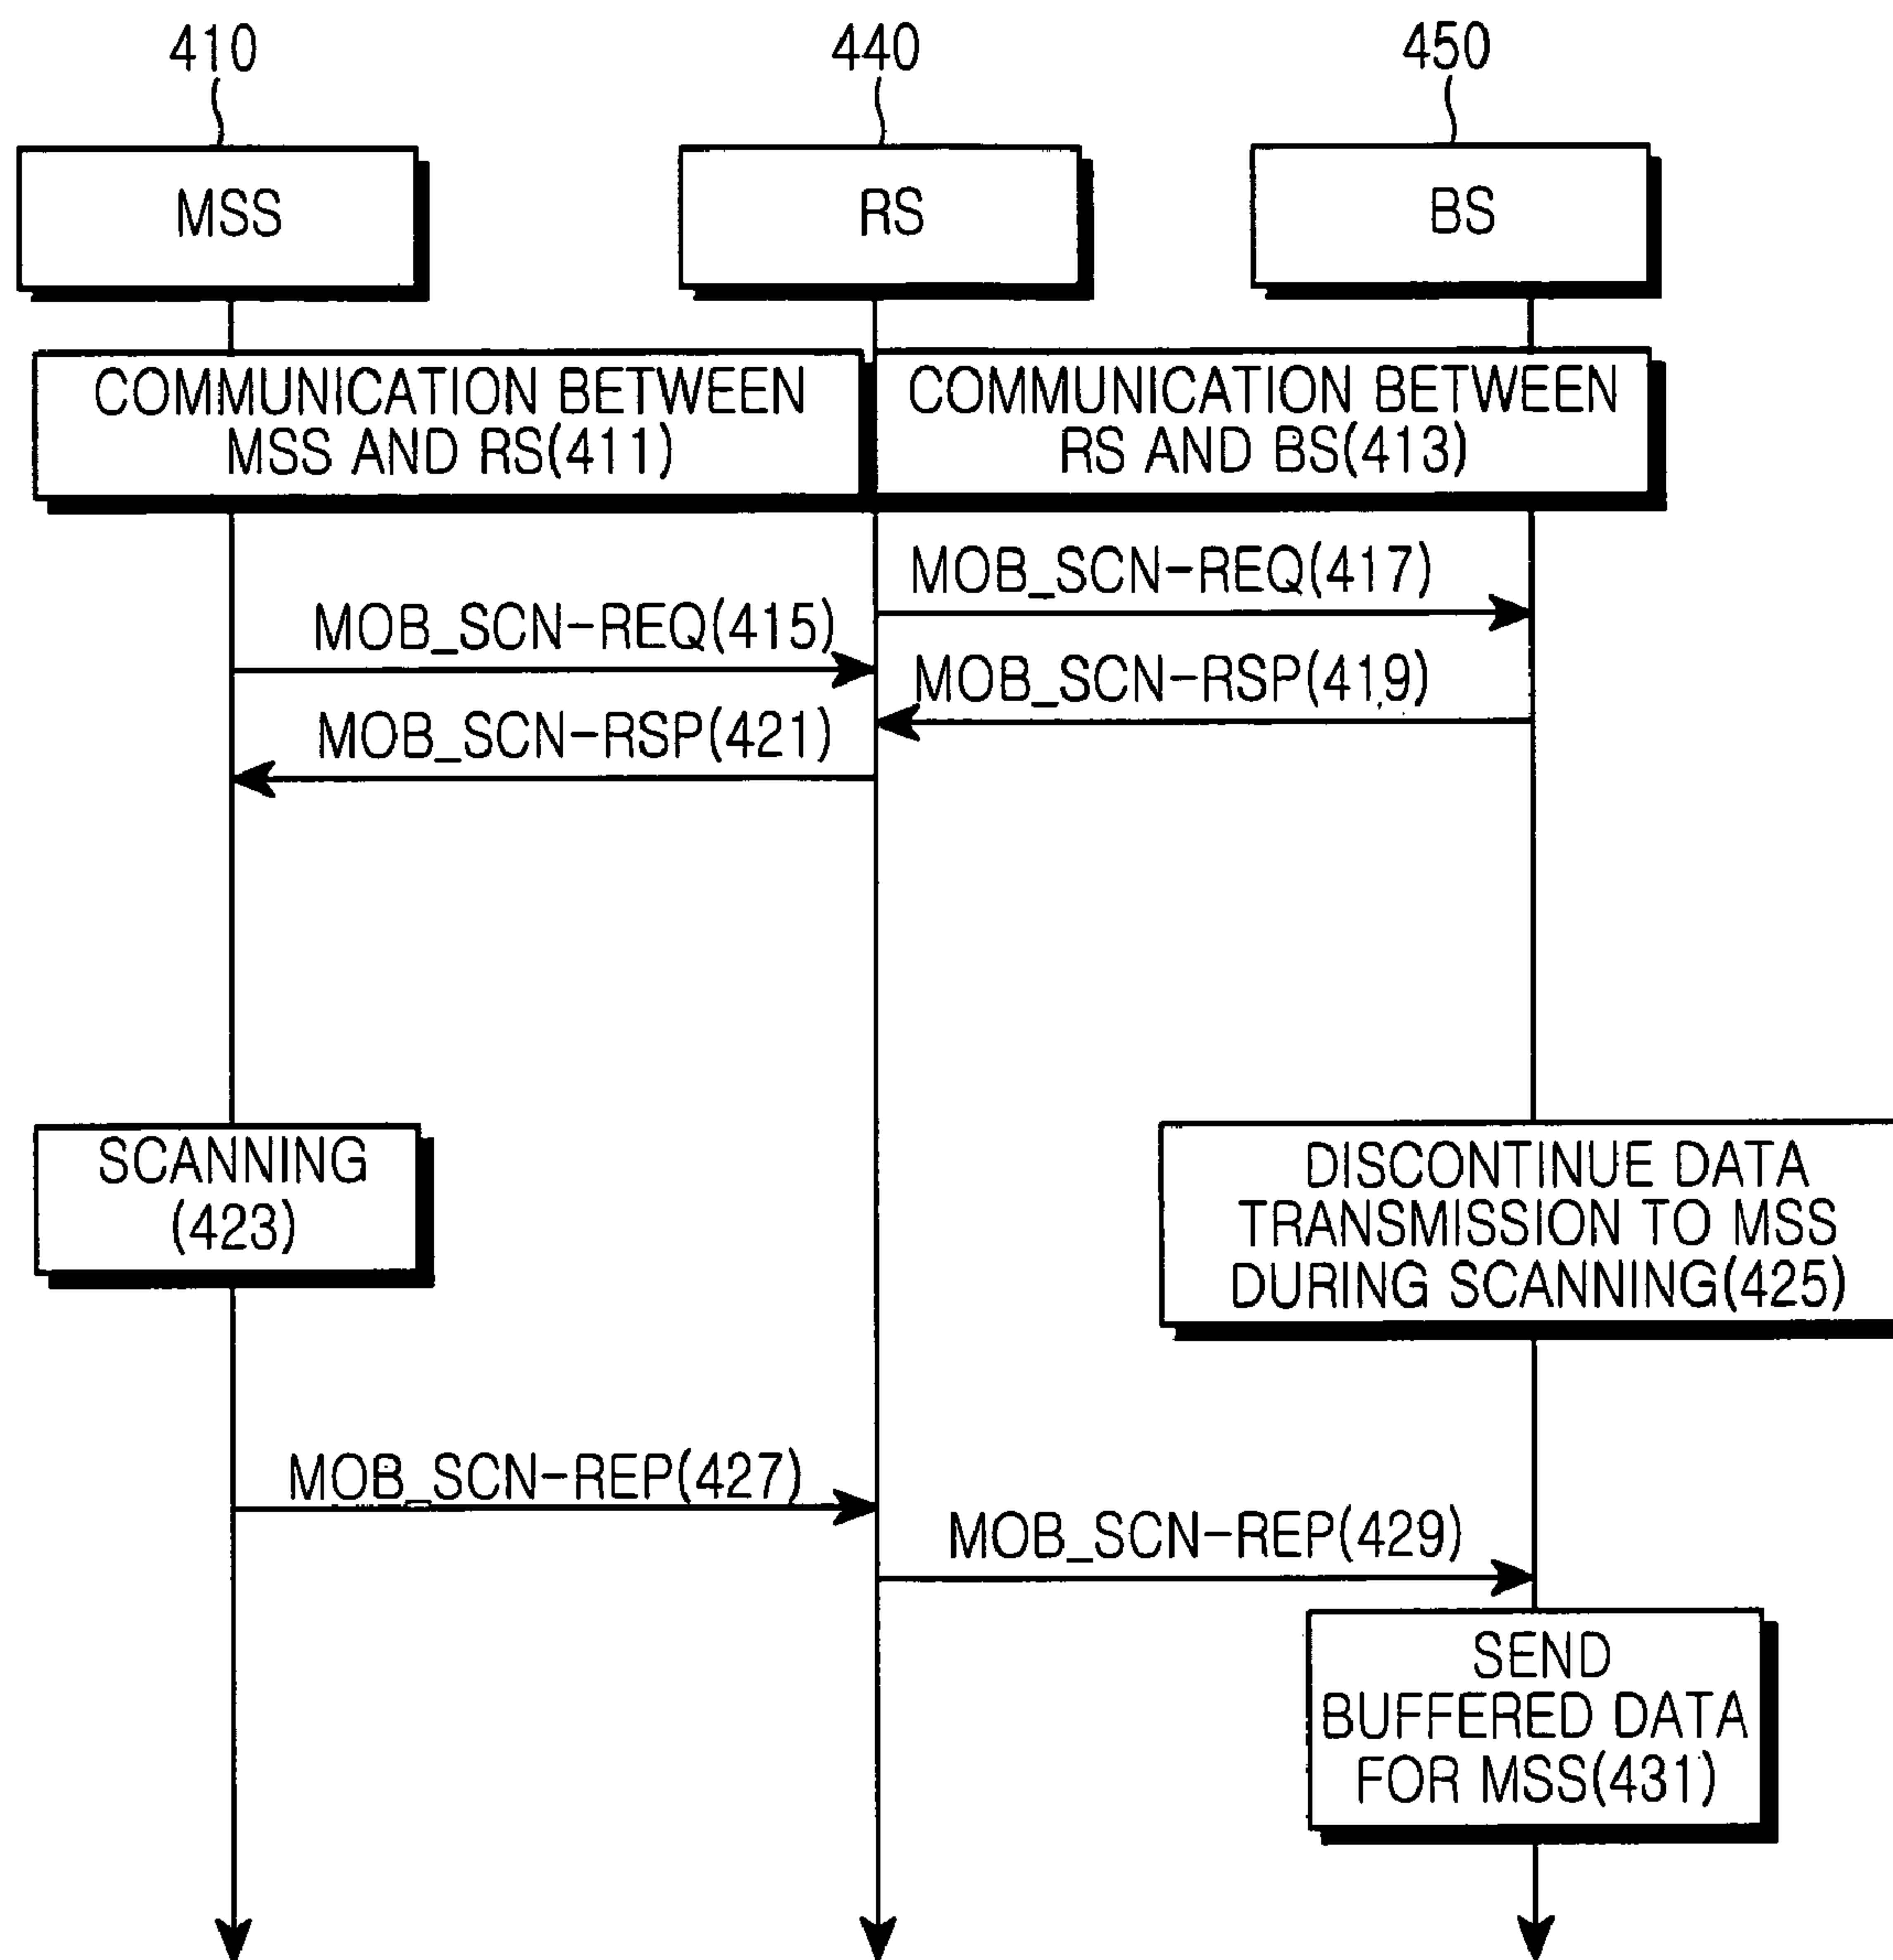 410
440
450
MSS
RS
BS
COMMUNICATION BETWEEN
MSS AND RS(411)
COMMUNICATION BETWEEN
RS AND BS(413)
MOB_SCN-REQ(417)
MOB_SCN-REQ(415)
MOB_SCN-RSP(419)
MOB_SCN-RSP(421)
SCANNING
(423)
DISCONTINUE DATA
TRANSMISSION TO MSS
DURING SCANNING(425)
MOB_SCN-REP(427)
MOB_SCN-REP(429)
SEND
BUFFERED DATA
FOR MSS(431)